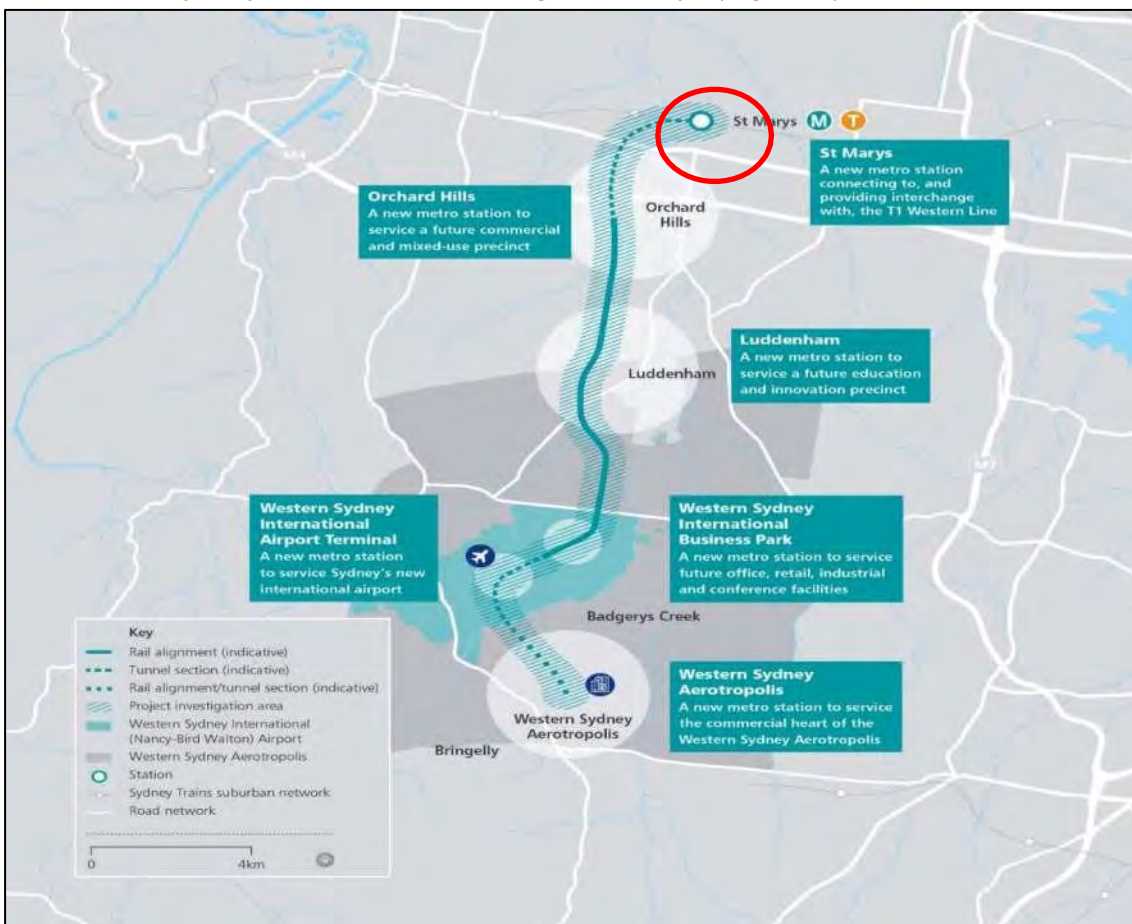 St Marys M T
St Marys
A new metro station
connecting to, and
providing interchange
with, the T1 Western Line
M4
Orchard Hills
A new metro station to
service a future commercial
and mixed-use precinct
Orchard
Hills
Luddenham
A new metro station to
service a future education
and innovation precinct
Luddenham
M7
Western Sydney
International
Airport Terminal
A new metro station
to service Sydney's new
international airport
Western Sydney
International
Business Park
A new metro station to service
future office, retail, industrial
and conference facilities
Badgerys Creek
Western Sydney
Aerotropolis
A new metro station to service
the commercial heart of the
Western Sydney Aerotropolis
Western Sydney
Aerotropolis
Bringelly
Key
Rail alignment (indicative)
Tunnel section (indicative)
Rail alignment/tunnel section (indicative)
Project investigation area
Western Sydney International
(Nancy-Bird Walton) Airport
Western Sydney Aerotropolis
Station
Sydney Trains suburban network
Road network
0 4km